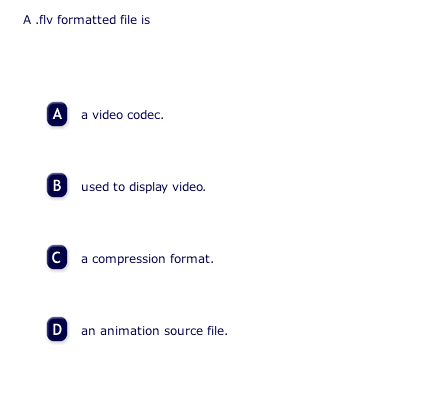 A .flv formatted file is
A a video codec.
B used to display video.
C a compression format.
D an animation source file.